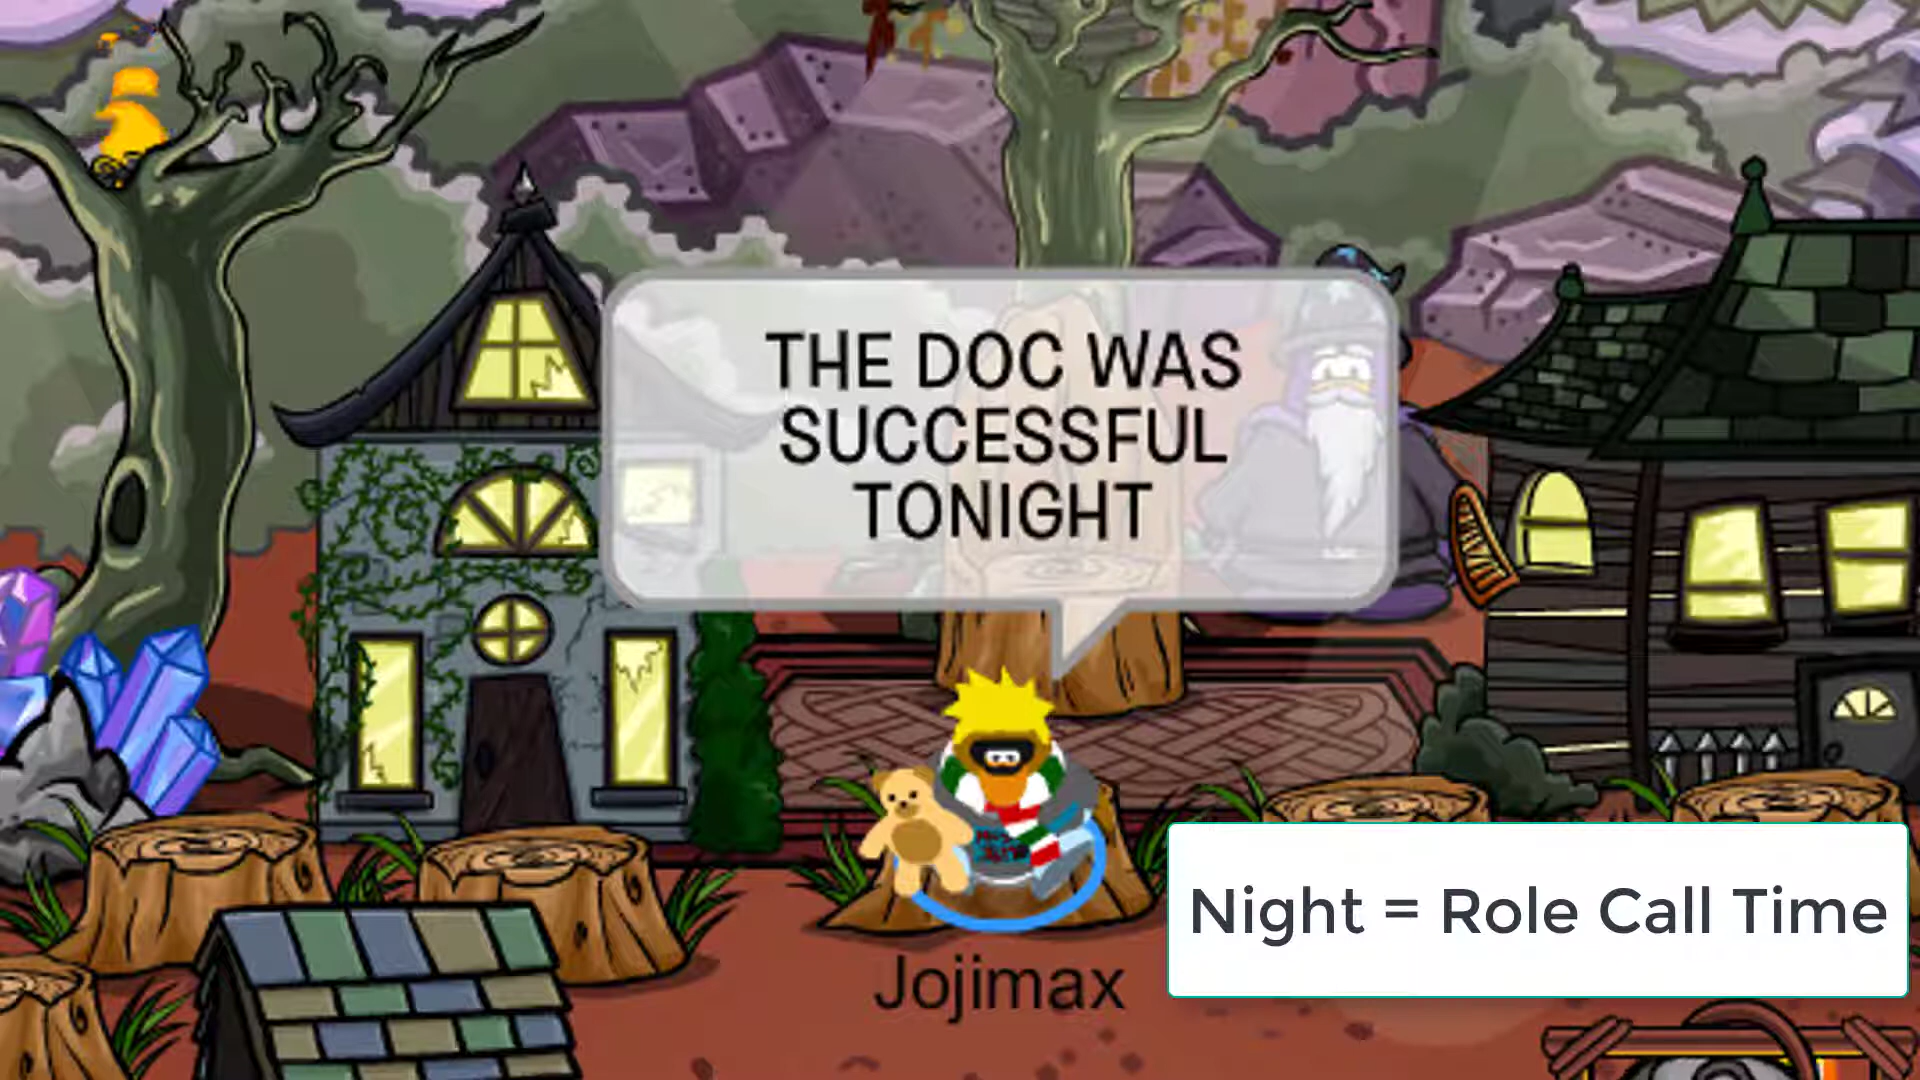 THE DOC WAS
SUCCESSFUL
TONIGHT
Night = Role Call Time
Jojimax